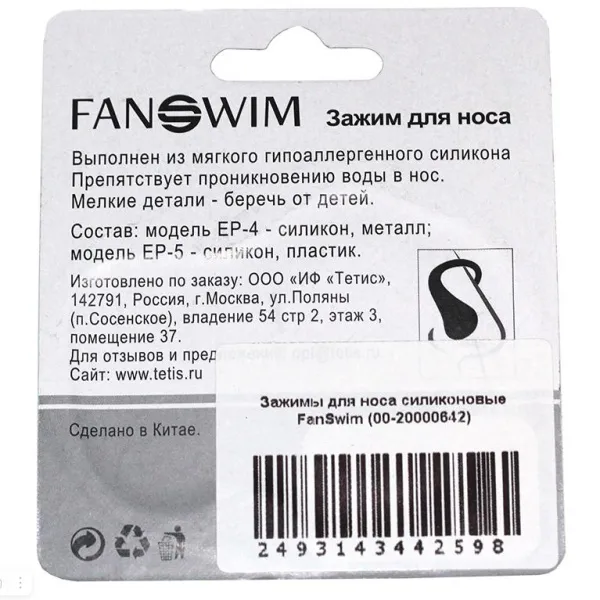 FANSWIM Зажим для носа
Выполнен из мягкого гипоаллергенного силикона
Препятствует проникновению воды в нос.
Мелкие детали - беречь от детей.
Состав: модель EP-4 - силикон, металл;
модель EP-5 - силикон, пластик.
Изготовлено по заказу: ООО «ИФ «Тетис»,
142791, Россия, г.Москва, ул.Поляны
(п.Сосенское), владение 54 стр 2, этаж 3,
помещение 37.
Для отзывов и
Сайт: www.tetis.ru
Сделано в Китае.
Зажимы для носа силиконовые
FanSwim (00-20000642)
2493143442598